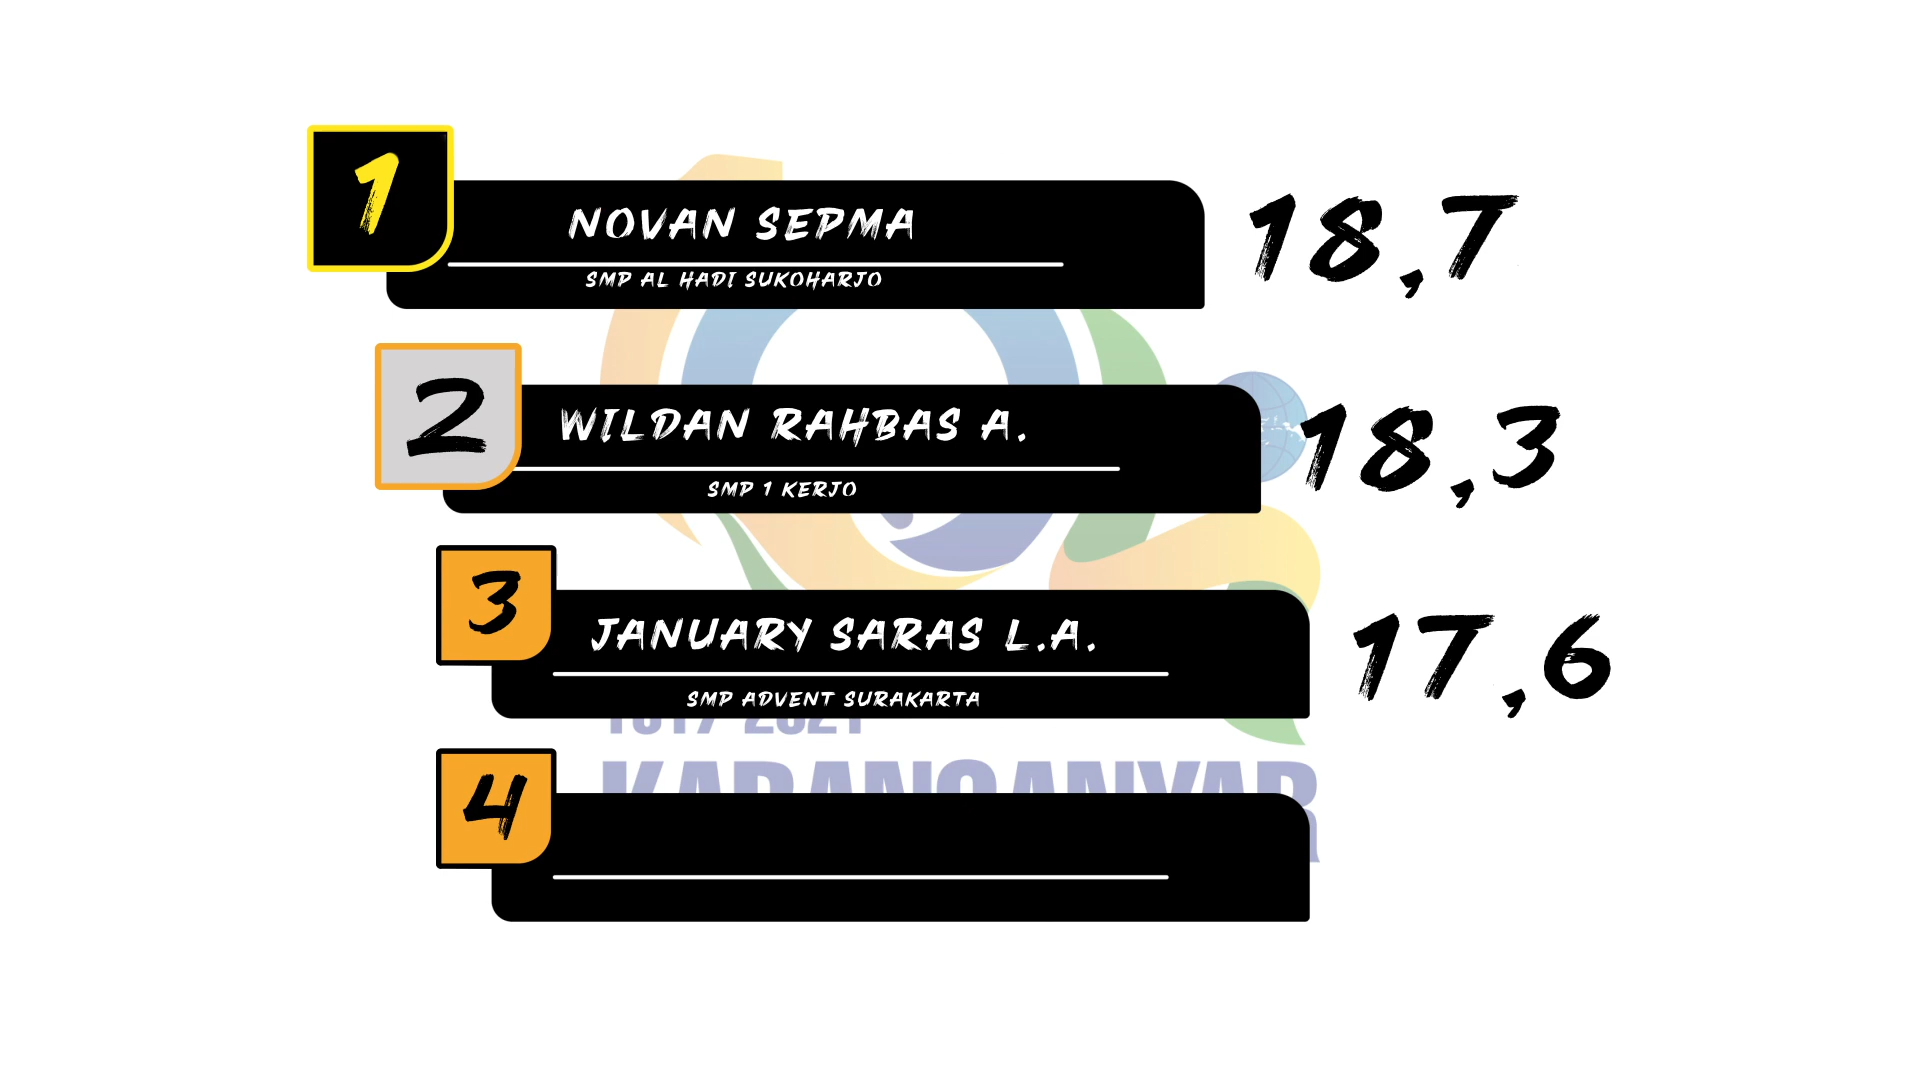 1
NOVAN SEPMA
SMP AL HADI SUKOHARJO
18,7
2
WILDAN RAHBAS A.
SMP 1 KERJO
18,3
3
JANUARY SARAS L.A.
SMP ADVENT SURAKARTA
17,6
4
KARANGANYAR